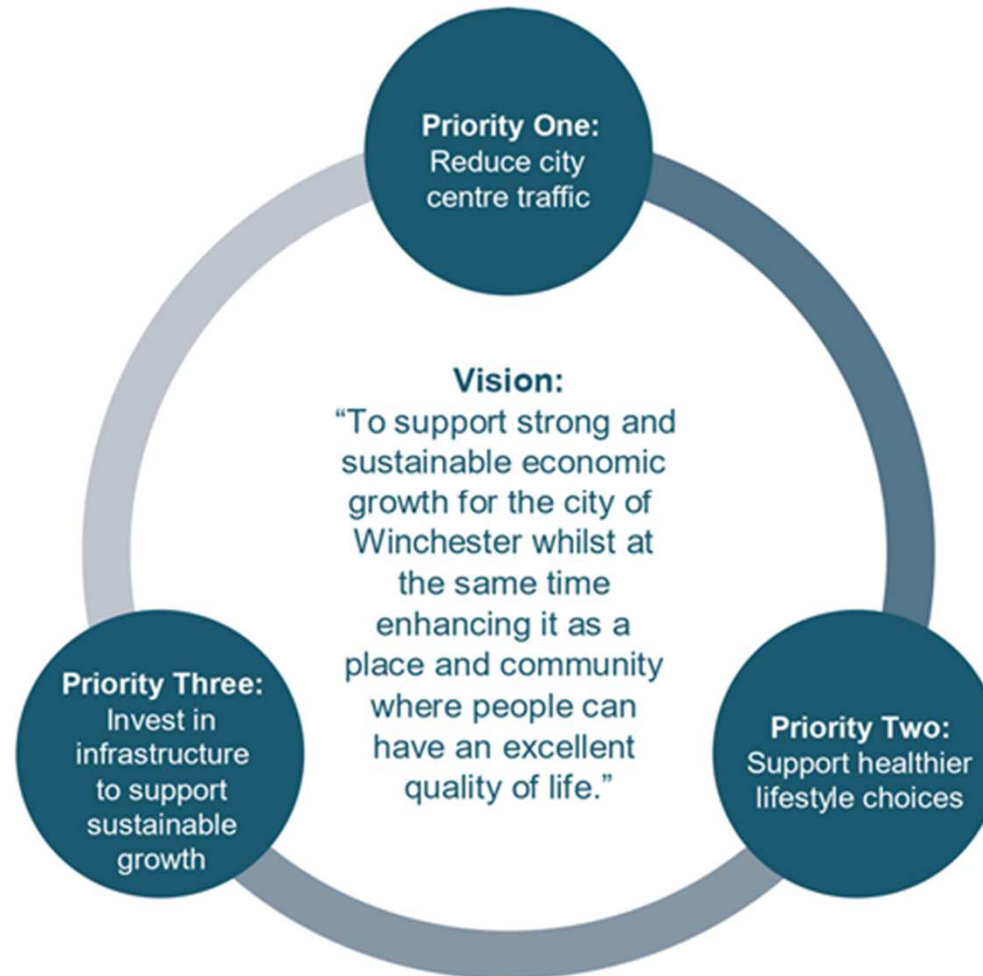 Priority One:
Reduce city
centre traffic
Vision:
“To support strong and
sustainable economic
growth for the city of
Winchester whilst at
the same time
enhancing it as a
place and community
where people can
have an excellent
quality of life.”
Priority Two:
Support healthier
lifestyle choices
Priority Three:
Invest in
infrastructure
to support
sustainable
growth